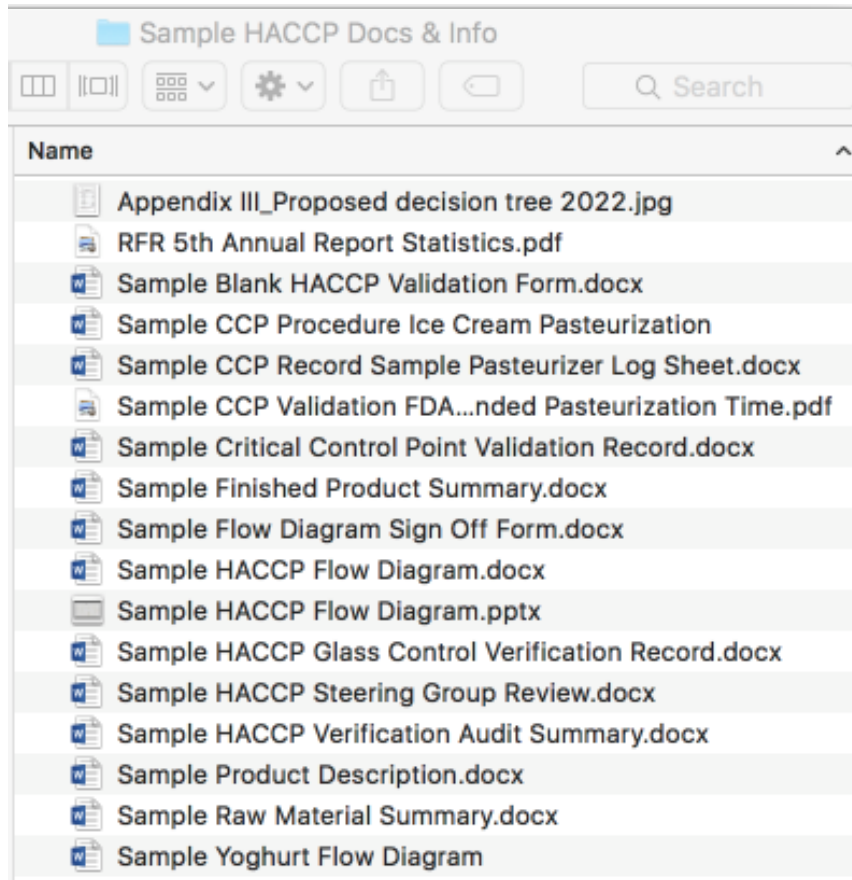 Sample HACCP Docs & Info
Search
Name
Appendix III_Proposed decision tree 2022.jpg
RFR 5th Annual Report Statistics.pdf
Sample Blank HACCP Validation Form.docx
Sample CCP Procedure Ice Cream Pasteurization
Sample CCP Record Sample Pasteurizer Log Sheet.docx
Sample CCP Validation FDA...nded Pasteurization Time.pdf
Sample Critical Control Point Validation Record.docx
Sample Finished Product Summary.docx
Sample Flow Diagram Sign Off Form.docx
Sample HACCP Flow Diagram.docx
Sample HACCP Flow Diagram.pptx
Sample HACCP Glass Control Verification Record.docx
Sample HACCP Steering Group Review.docx
Sample HACCP Verification Audit Summary.docx
Sample Product Description.docx
Sample Raw Material Summary.docx
Sample Yoghurt Flow Diagram